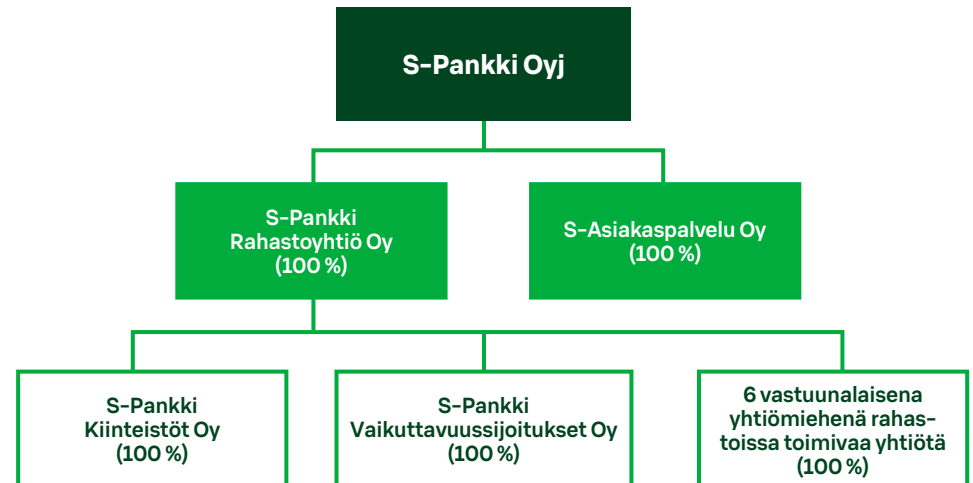 S-Pankki Oyj
S-Pankki
Rahastoyhtiö Oy
(100 %)
S-Asiakaspalvelu Oy
(100 %)
S-Pankki
Kiinteistöt Oy
(100 %)
S-Pankki
Vaikuttavuussijoitukset Oy
(100 %)
6 vastuunalaisena
yhtiömiehenä rahas-
toissa toimivaa yhtiötä
(100 %)